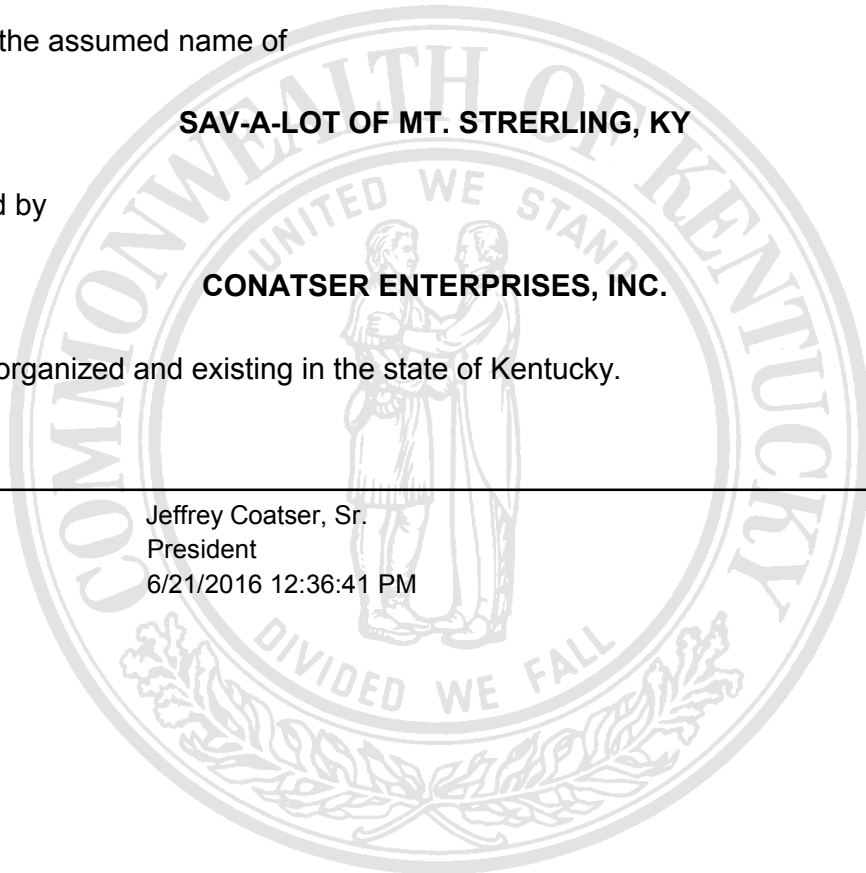 the assumed name of
SAV-A-LOT OF MT. STRERLING, KY
d by
CONATSER ENTERPRISES, INC.
organized and existing in the state of Kentucky.
Jeffrey Coatser, Sr.
President
6/21/2016 12:36:41 PM
COMMONWEALTH OF KENTUCKY
UNITED WE STAND
DIVIDED WE FALL